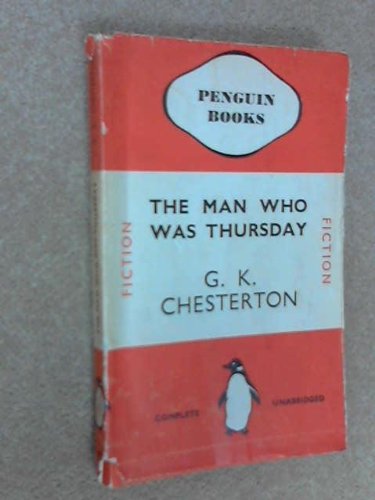 PENGUIN
BOOKS
THE MAN WHO
WAS THURSDAY
FICTION
FICTION
G. K.
CHESTERTON
COMPLETE
UNABRIDGED